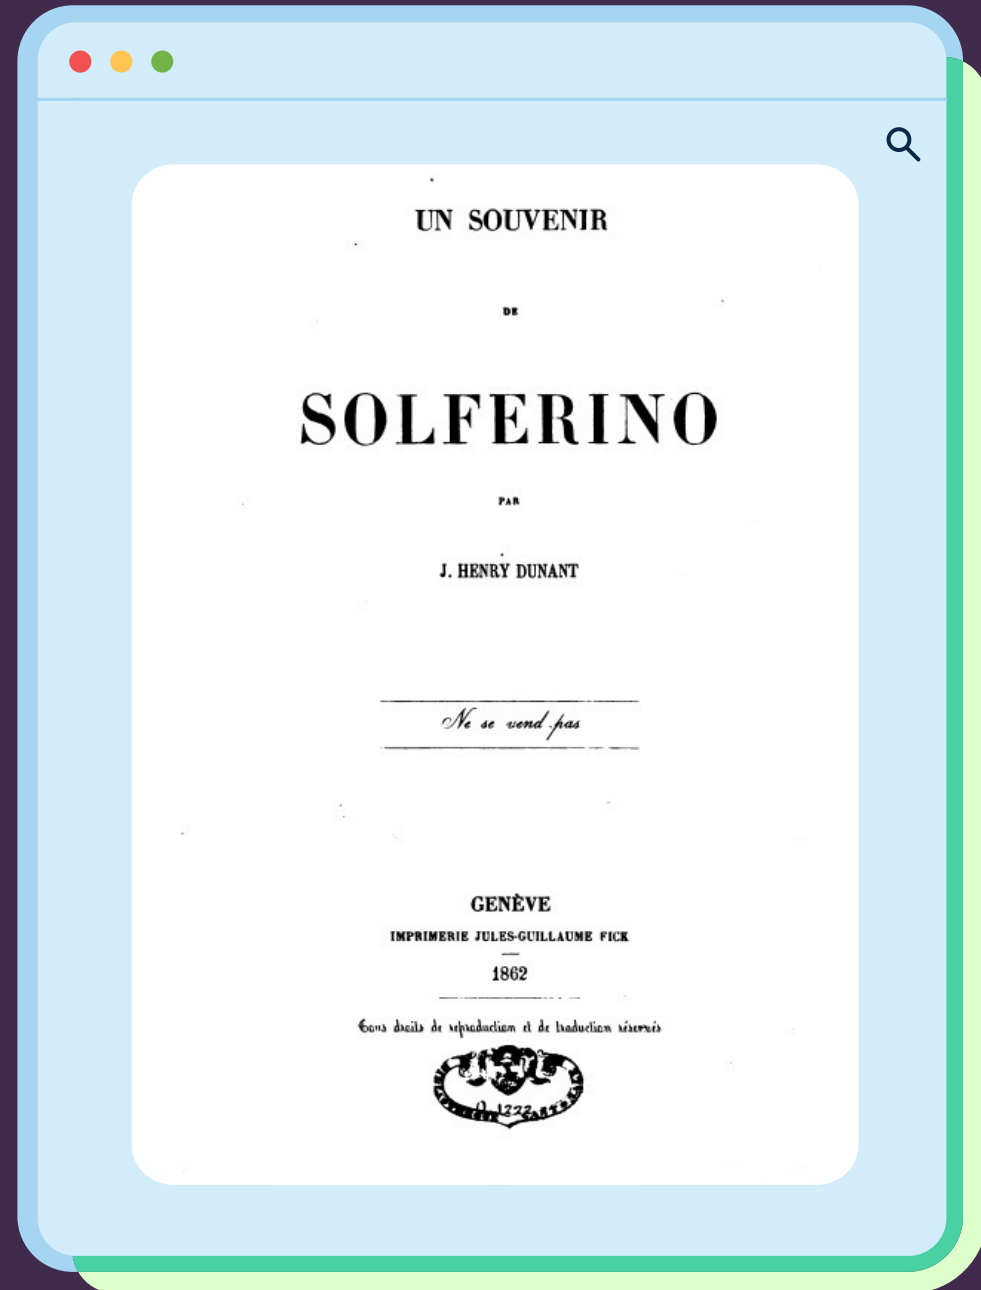 UN SOUVENIR
DE
SOLFERINO
PAR
J. HENRY DUNANT
Ne se vend pas
GENÈVE
IMPRIMERIE JULES-GUILLAUME FICK
1862
Tous droits de reproduction et de traduction réservés
1222